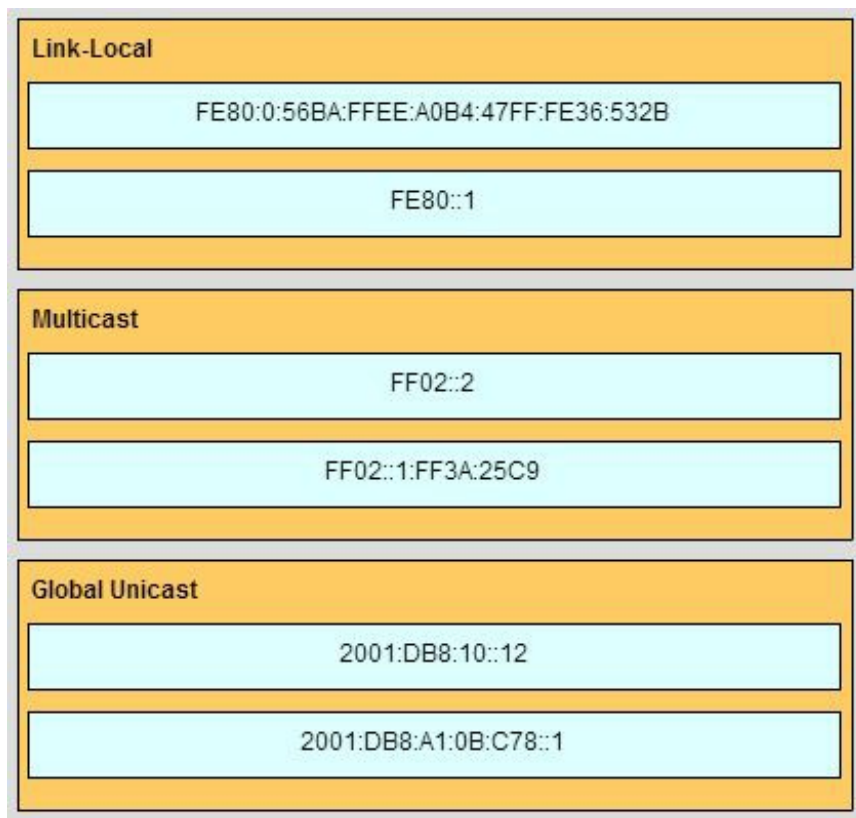 Link-Local
FE80:0:56BA:FFEE:A0B4:47FF:FE36:532B
FE80::1
Multicast
FF02::2
FF02::1:FF3A:25C9
Global Unicast
2001:DB8:10::12
2001:DB8:A1:0B:C78::1